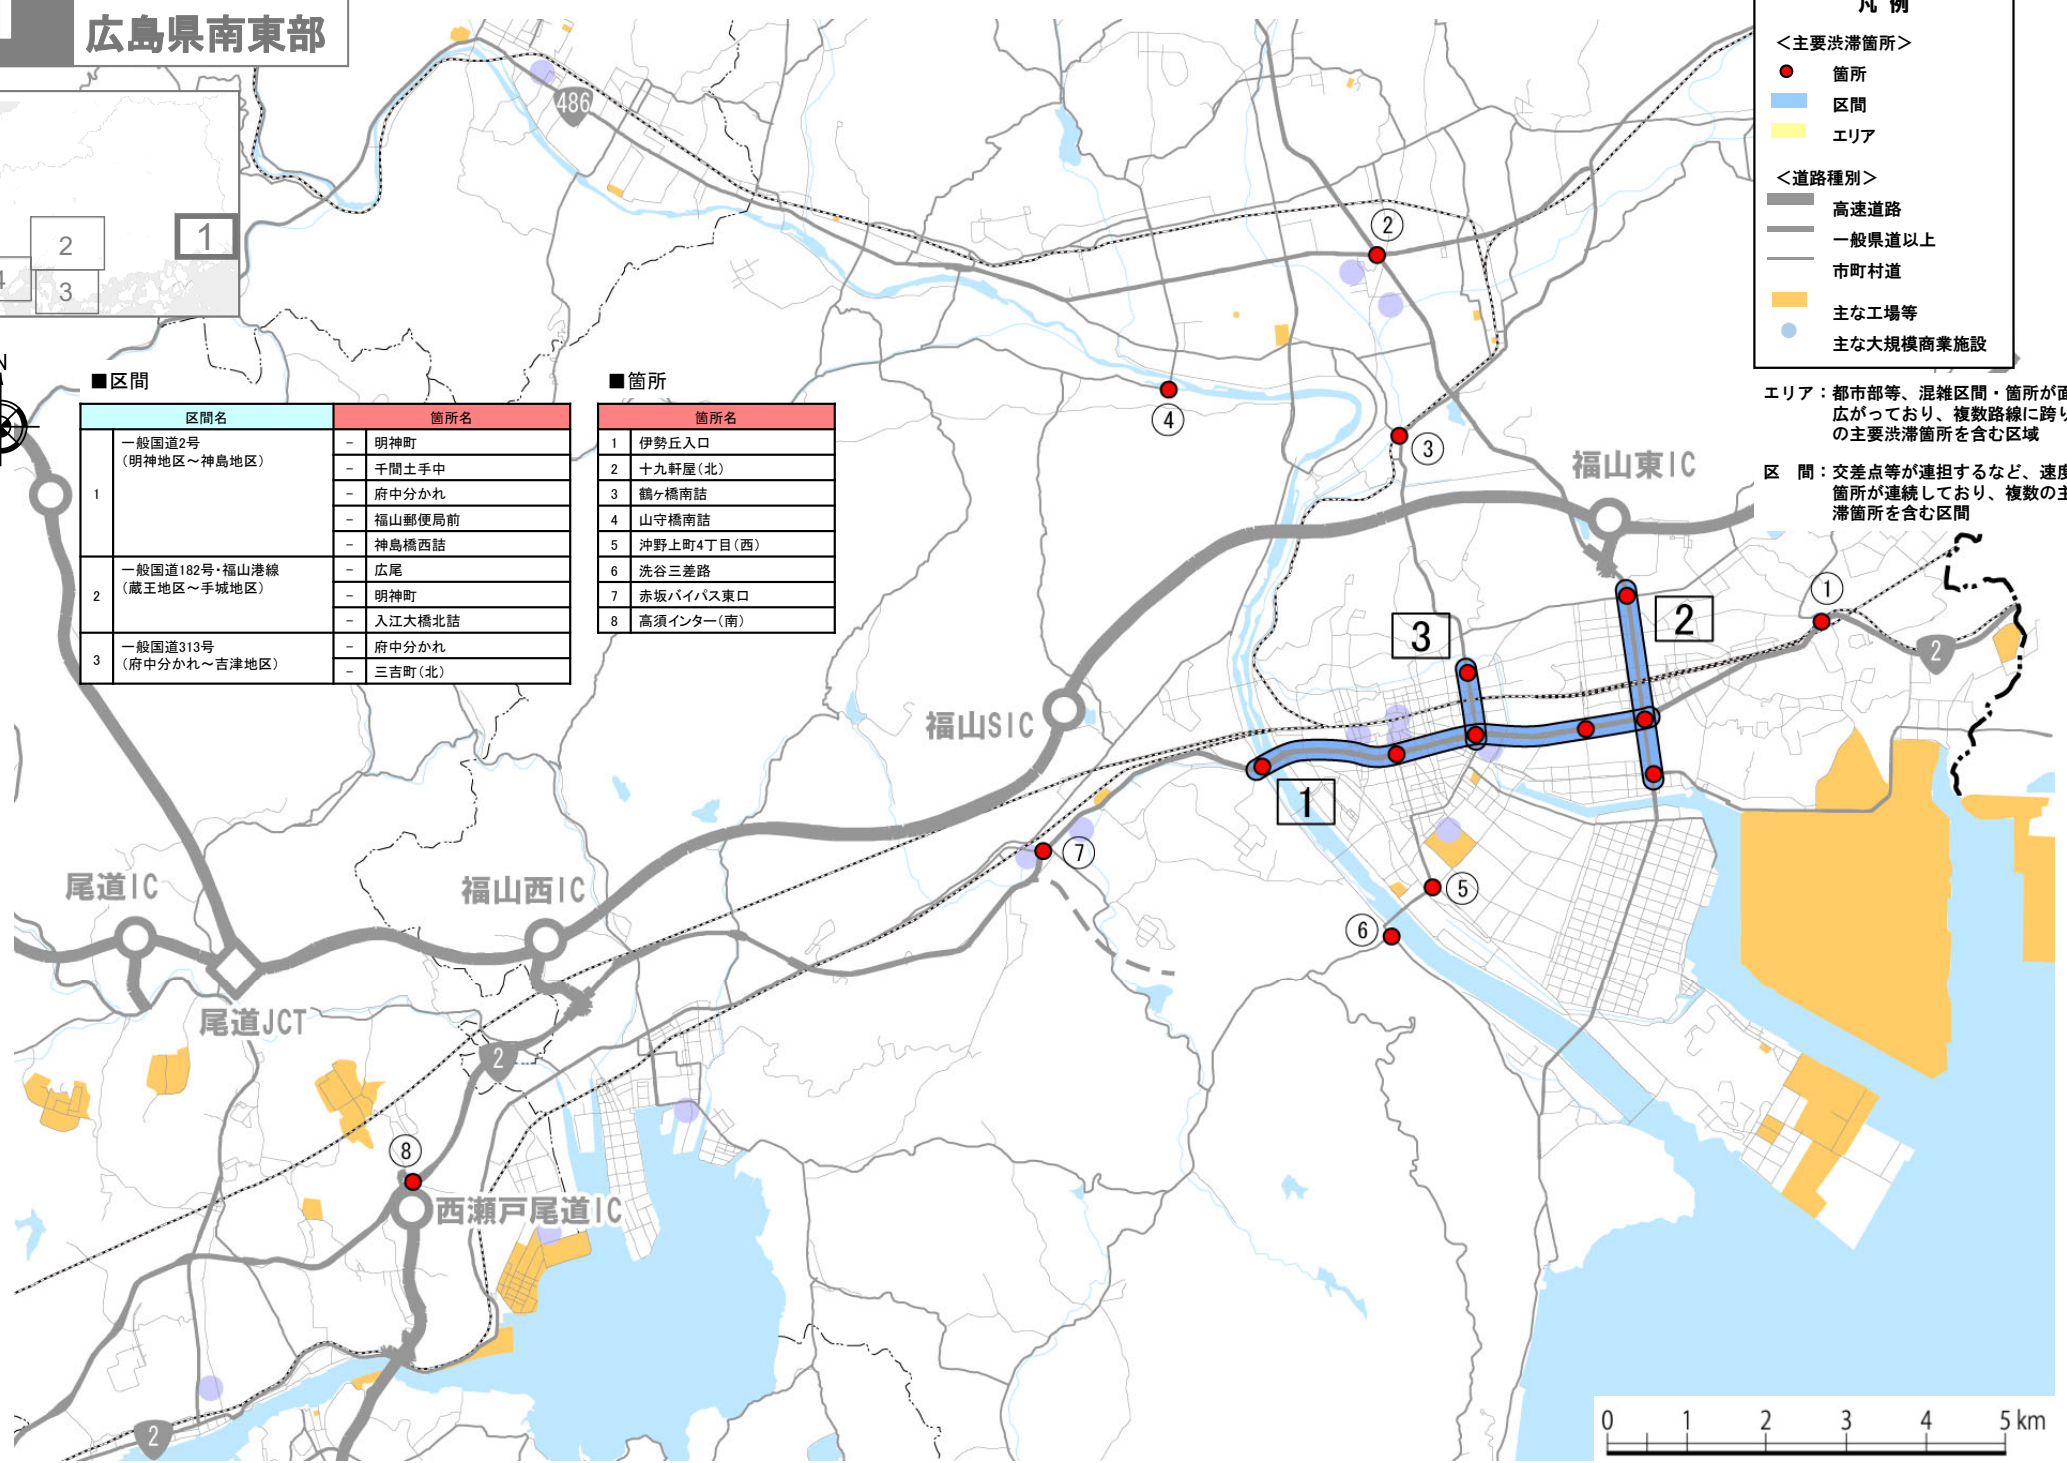 広島県南東部
凡 例
＜主要渋滞箇所＞
箇所
区間
エリア
＜道路種別＞
高速道路
一般県道以上
市町村道
主な工場等
主な大規模商業施設
エリア：都市部等、混雑区間・箇所が面
広がっており、複数路線に跨り
の主要渋滞箇所を含む区域
区　間：交差点等が連担するなど、速度
箇所が連続しており、複数の主
滞箇所を含む区間
1
2
3
4
N
■区間
区間名 箇所名
1 一般国道2号
（明神地区～神島地区）
－ 明神町
－ 千間土手中
－ 府中分かれ
－ 福山郵便局前
－ 神島橋西詰
2 一般国道182号・福山港線
（蔵王地区～手城地区）
－ 広尾
－ 明神町
－ 入江大橋北詰
3 一般国道313号
（府中分かれ～吉津地区）
－ 府中分かれ
－ 三吉町（北）
■箇所
箇所名
1 伊勢丘入口
2 十九軒屋（北）
3 鶴ヶ橋南詰
4 山守橋南詰
5 沖野上町4丁目（西）
6 洗谷三差路
7 赤坂バイパス東口
8 高須インター（南）
486
②
④
③
福山東IC
①
2
3
2
福山SIC
1
⑦
⑤
⑥
尾道IC
福山西IC
尾道JCT
2
⑧
西瀬戸尾道IC
2
0 1 2 3 4 5 km